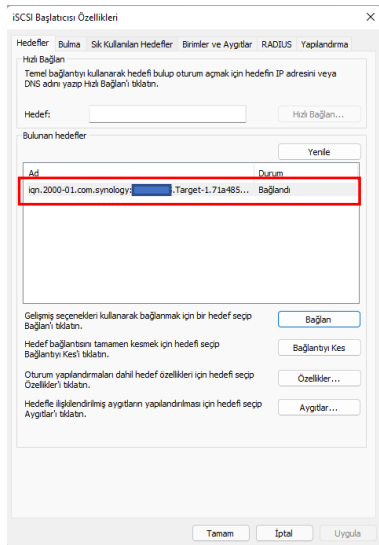 iSCSI Başlatıcısı Özellikleri
Hedefler Bulma Sık Kullanılan Hedefler Birimler ve Aygıtlar RADIUS Yapılandırma
Hızlı Bağlan
Temel bağlantıyı kullanarak hedefi bulup oturum açmak için hedefin IP adresini veya
DNS adını yazıp Hızlı Bağlan'ı tıklatın.
Hedef:
Hızlı Bağlan...
Bulunan hedefler
Yenile
Ad Durum
iqn.2000-01.com.synology: .Target-1.71a485... Bağlandı
Gelişmiş seçenekleri kullanarak bağlanmak için bir hedef seçip
Bağlan'ı tıklatın.
Bağlan
Hedef bağlantısını tamamen kesmek için hedefi seçip
Bağlantıyı Kes'i tıklatın.
Bağlantıyı Kes
Oturum yapılandırmaları dahil hedef özellikleri için hedefi seçip
Özellikler'i tıklatın.
Özellikler...
Hedefle ilişkilendirilmiş aygıtların yapılandırılması için hedefi seçip
Aygıtlar'ı tıklatın.
Aygıtlar...
Tamam İptal Uygula